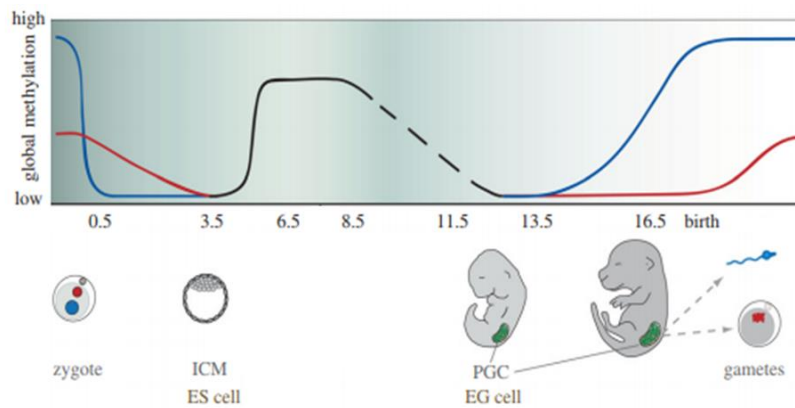 high
global methylation
low
0.5 3.5 6.5 8.5 11.5 13.5 16.5 birth
zygote ICM PGC gametes
ES cell EG cell